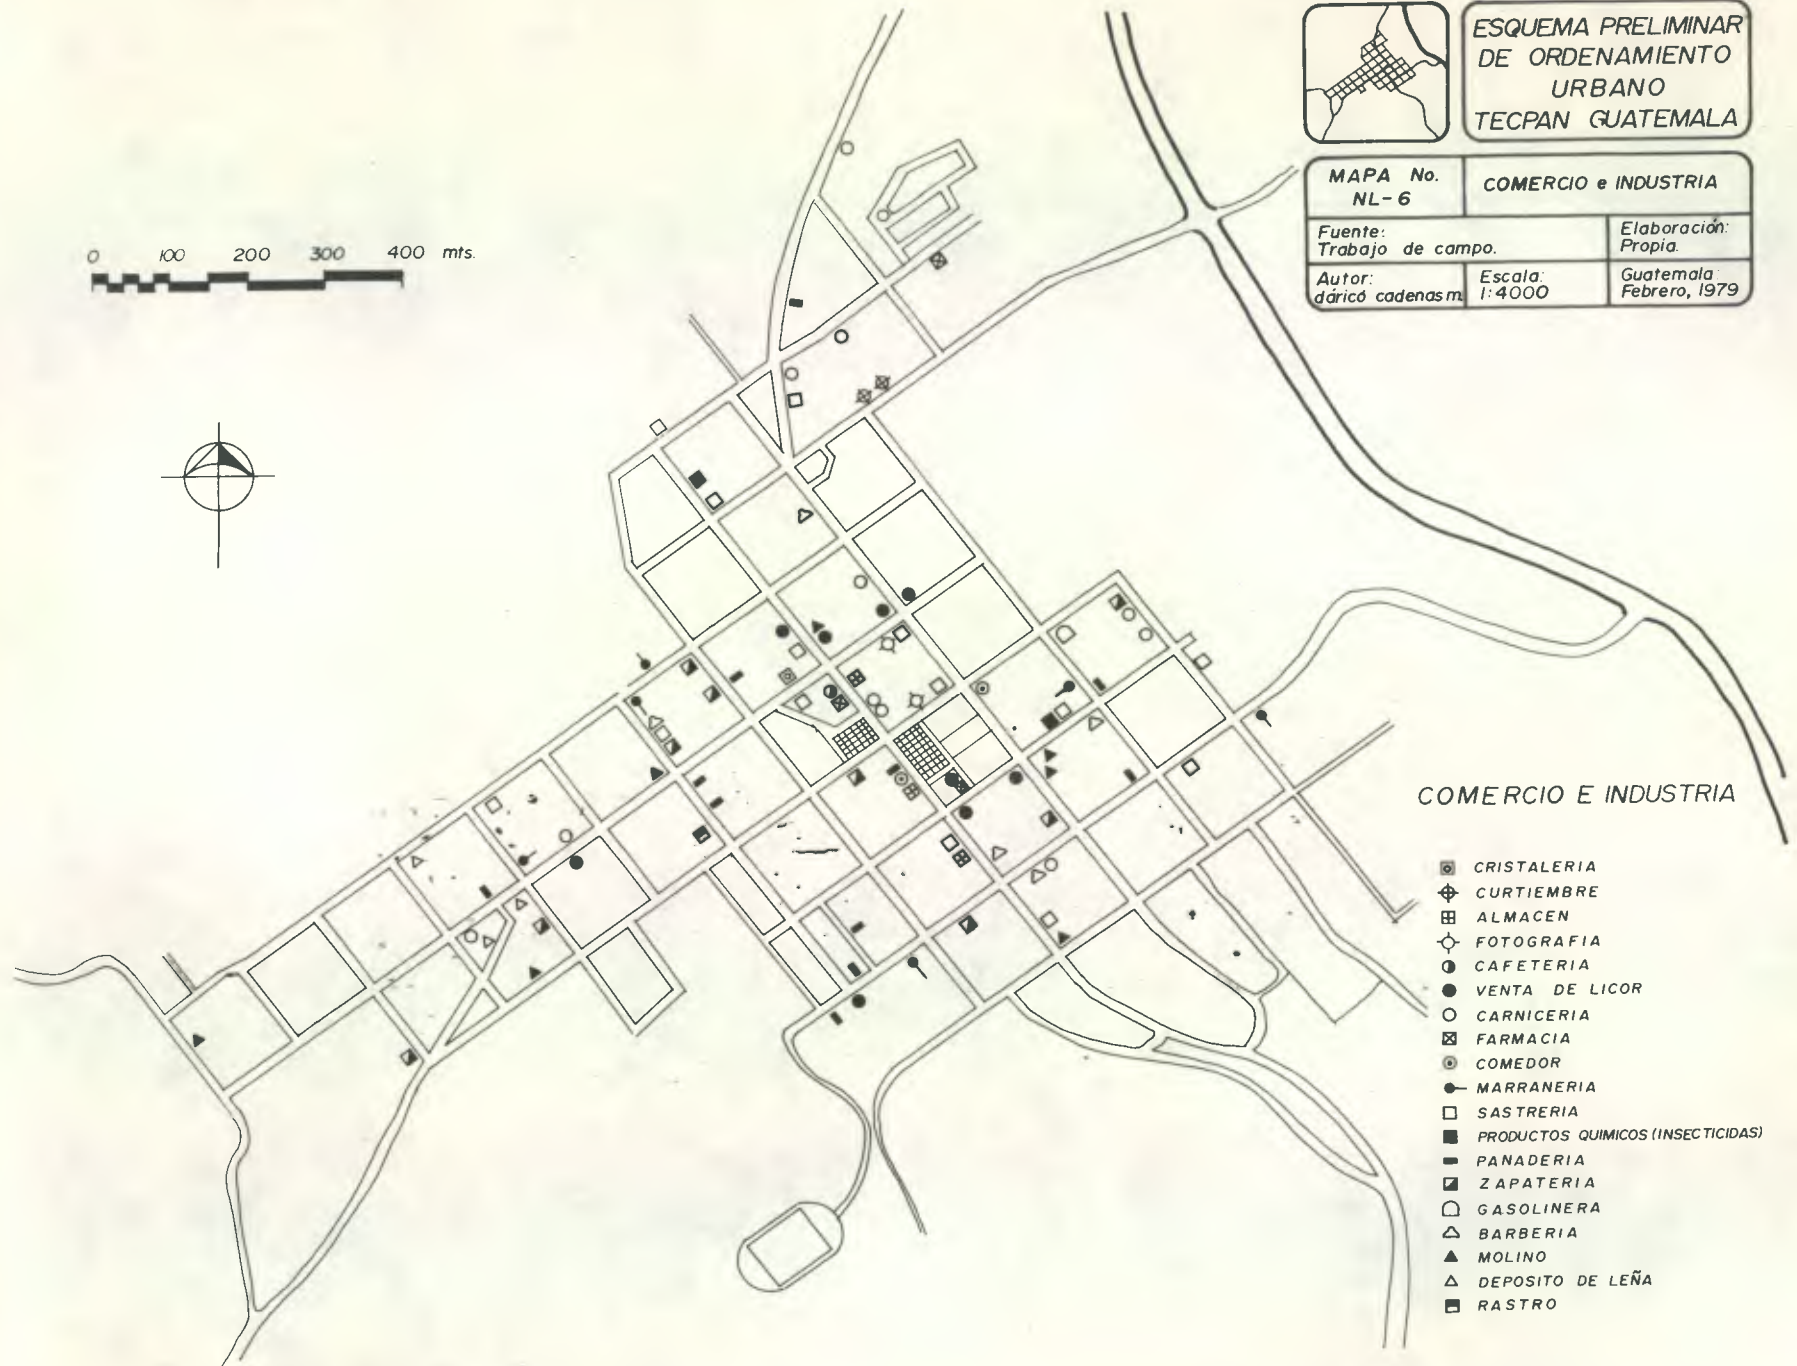 ESQUEMA PRELIMINAR
DE ORDENAMIENTO
URBANO
TECPAN GUATEMALA
MAPA No.
NL-6
COMERCIO e INDUSTRIA
Fuente:
Trabajo de campo.
Elaboración:
Propia.
Autor:
dárico cadenas m.
Escala:
1:4000
Guatemala
Febrero, 1979
0 100 200 300 400 mts.
COMERCIO E INDUSTRIA
CRISTALERIA
CURTIEMBRE
ALMACEN
FOTOGRAFIA
CAFETERIA
VENTA DE LICOR
CARNICERIA
FARMACIA
COMEDOR
MARRANERIA
SASTRERIA
PRODUCTOS QUIMICOS (INSECTICIDAS)
PANADERIA
ZAPATERIA
GASOLINERA
BARBERIA
MOLINO
DEPOSITO DE LEÑA
RASTRO